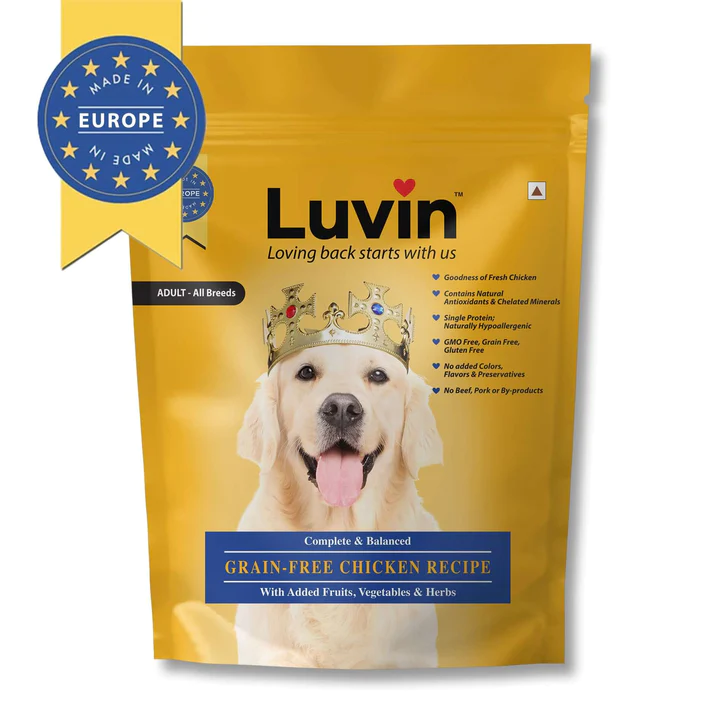 MADE IN
EUROPE
MADE IN
OPE
Luvin™
Loving back starts with us
ADULT - All Breeds
Goodness of Fresh Chicken
Contains Natural
Antioxidants & Chelated Minerals
Single Protein;
Naturally Hypoallergenic
GMO Free, Grain Free,
Gluten Free
No added Colors,
Flavors & Preservatives
No Beef, Pork or By-products
Complete & Balanced
GRAIN-FREE CHICKEN RECIPE
With Added Fruits, Vegetables & Herbs